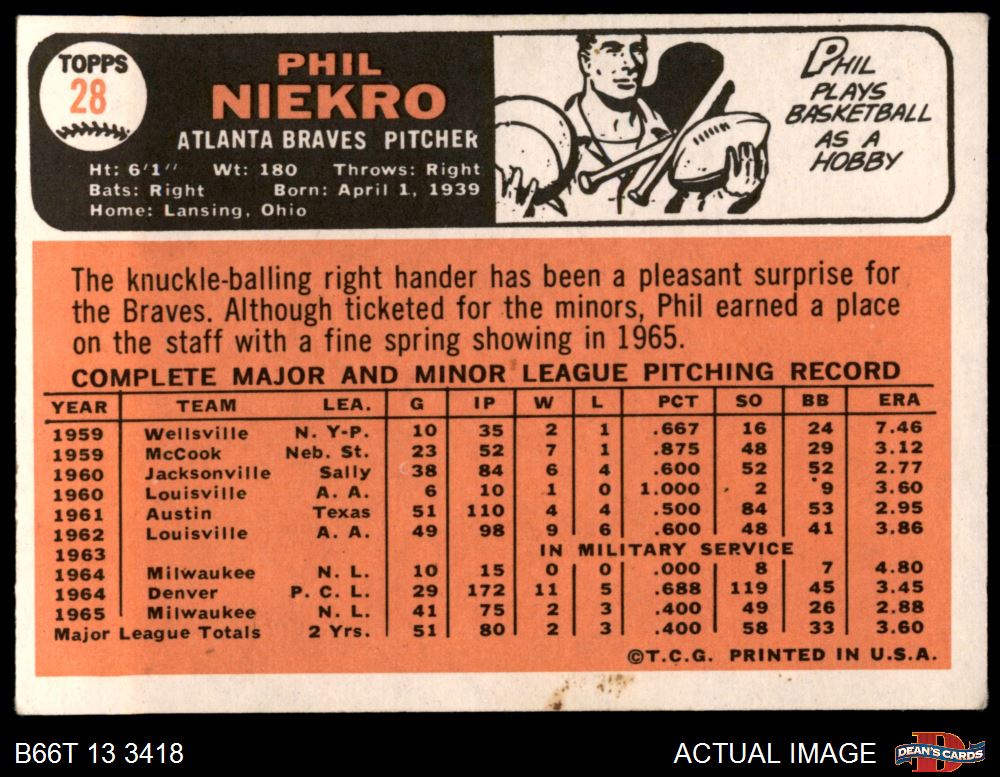 TOPPS
28
PHIL
NIEKRO
ATLANTA BRAVES PITCHER
Ht: 6'1" Wt: 180 Throws: Right
Bats: Right Born: April 1, 1939
Home: Lansing, Ohio
PHIL
PLAYS
BASKETBALL
AS A
HOBBY
The knuckle-balling right hander has been a pleasant surprise for
the Braves. Although ticketed for the minors, Phil earned a place
on the staff with a fine spring showing in 1965.
COMPLETE MAJOR AND MINOR LEAGUE PITCHING RECORD
YEAR TEAM LEA. G IP W L PCT SO BB ERA
1959 Wellsville N. Y-P. 10 35 2 1 .667 16 24 7.46
1959 McCook Neb. St. 23 52 7 1 .875 48 29 3.12
1960 Jacksonville Sally 38 84 6 4 .600 52 52 2.77
1960 Louisville A. A. 6 10 1 0 1.000 2 9 3.60
1961 Austin Texas 51 110 4 4 .500 84 53 2.95
1962 Louisville A. A. 49 98 9 6 .600 48 41 3.86
1963 IN MILITARY SERVICE
1964 Milwaukee N. L. 10 15 0 0 .000 8 7 4.80
1964 Denver P. C. L. 29 172 11 5 .688 119 45 3.45
1965 Milwaukee N. L. 41 75 2 3 .400 49 26 2.88
Major League Totals 2 Yrs. 51 80 2 3 .400 58 33 3.60
©T.C.G. PRINTED IN U.S.A.
B66T 13 3418 ACTUAL IMAGE DEAN'S CARDS